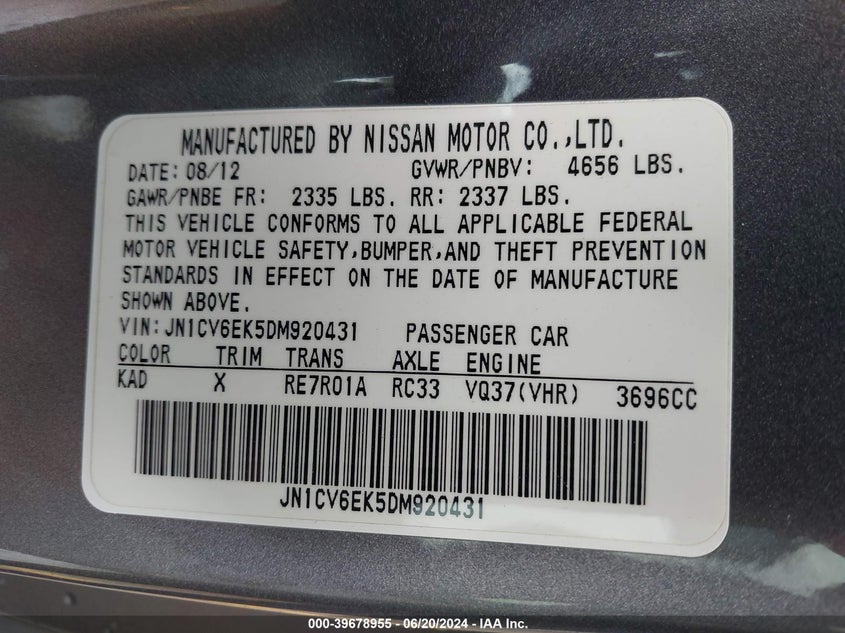 MANUFACTURED BY NISSAN MOTOR CO.,LTD.
DATE: 08/12 GVWR/PNBV: 4656 LBS.
GAWR/PNBE FR: 2335 LBS. RR: 2337 LBS.
THIS VEHICLE CONFORMS TO ALL APPLICABLE FEDERAL
MOTOR VEHICLE SAFETY,BUMPER,AND THEFT PREVENTION
STANDARDS IN EFFECT ON THE DATE OF MANUFACTURE
SHOWN ABOVE.
VIN:JN1CV6EK5DM920431 PASSENGER CAR
COLOR TRIM TRANS AXLE ENGINE
KAD X RE7R01A RC33 VQ37(VHR) 3696CC
JN1CV6EK5DM920431
000-39678955 - 06/20/2024 - IAA Inc.